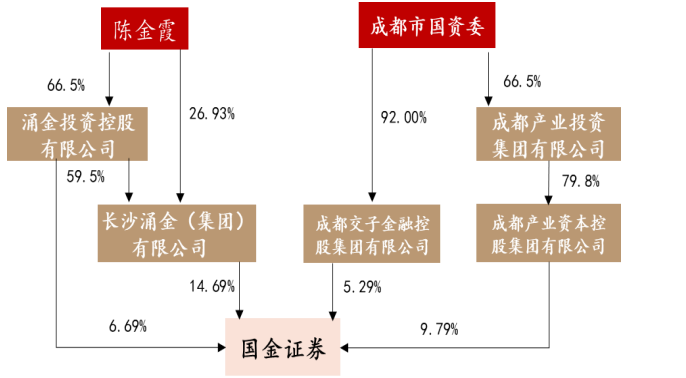 陈金霞
成都市国资委
66.5%
26.93%
92.00%
66.5%
涌金投资控股
有限公司
成都产业投资
集团有限公司
59.5%
79.8%
长沙涌金（集团）
有限公司
成都交子金融控
股集团有限公司
成都产业资本控
股集团有限公司
14.69%
5.29%
6.69%
9.79%
国金证券